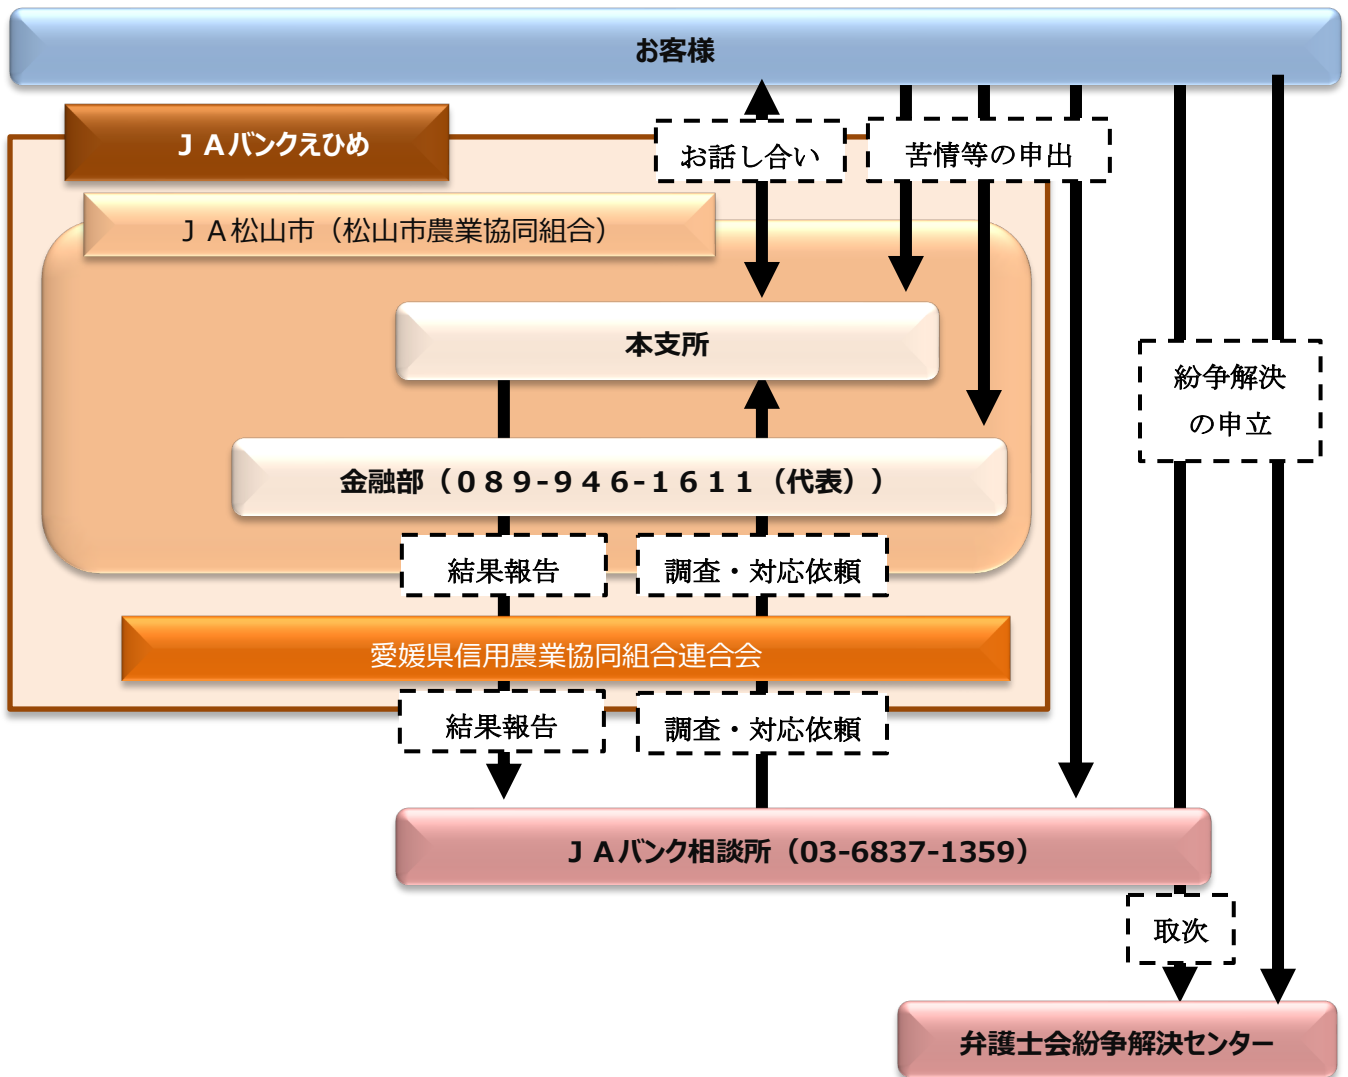 お客様
ＪＡバンクえひめ
お話し合い
苦情等の申出
ＪＡ松山市（松山市農業協同組合）
本支所
紛争解決
の申立
金融部（０８９-９４６-１６１１（代表））
結果報告
調査・対応依頼
愛媛県信用農業協同組合連合会
結果報告
調査・対応依頼
ＪＡバンク相談所（03-6837-1359）
取次
弁護士会紛争解決センター